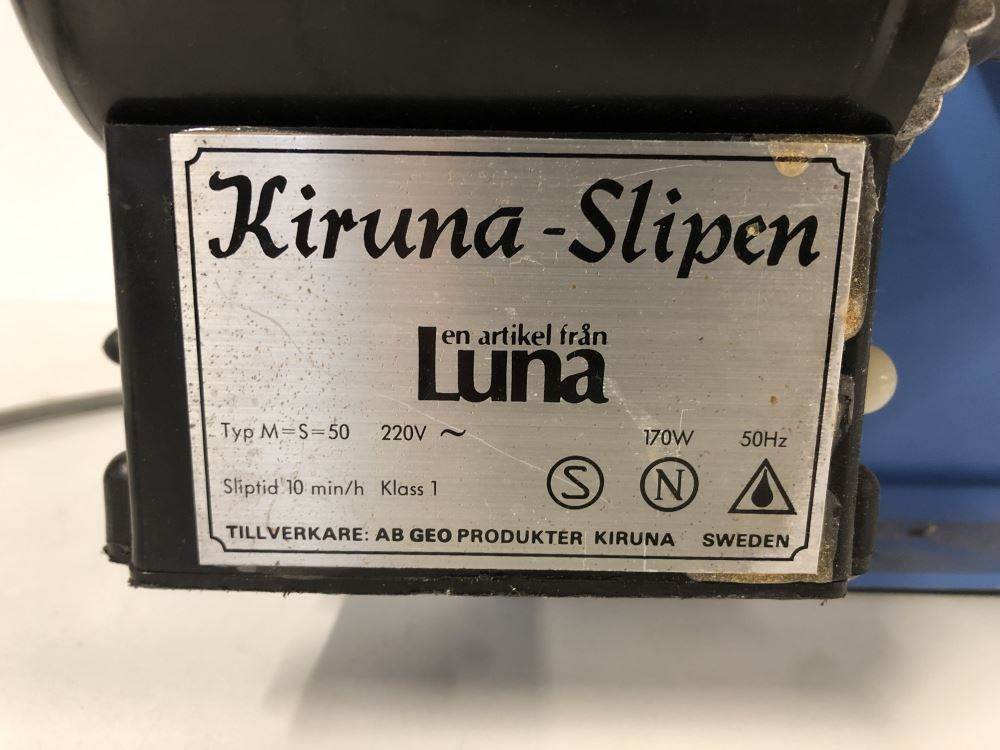 Kiruna-Slipen
en artikel från
Luna
Typ M=S=50 220V ~ 170W 50Hz
Sliptid 10 min/h Klass 1 S N
TILLVERKARE: AB GEO PRODUKTER KIRUNA SWEDEN